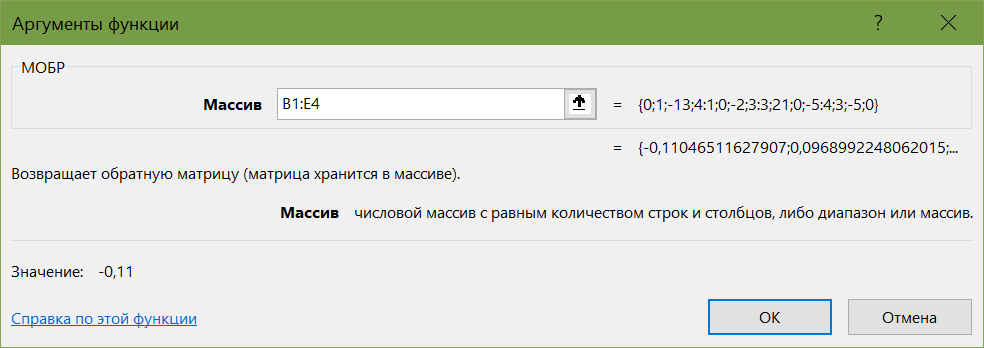 Аргументы функции ?
МОБР
Массив B1:E4 = {0;1;-13;4:1;0;-2;3:3;21;0;-5:4;3;-5;0}
= {-0,11046511627907;0,0968992248062015;...
Возвращает обратную матрицу (матрица хранится в массиве).
Массив числовой массив с равным количеством строк и столбцов, либо диапазон или массив.
Значение: -0,11
Справка по этой функции
ОК Отмена